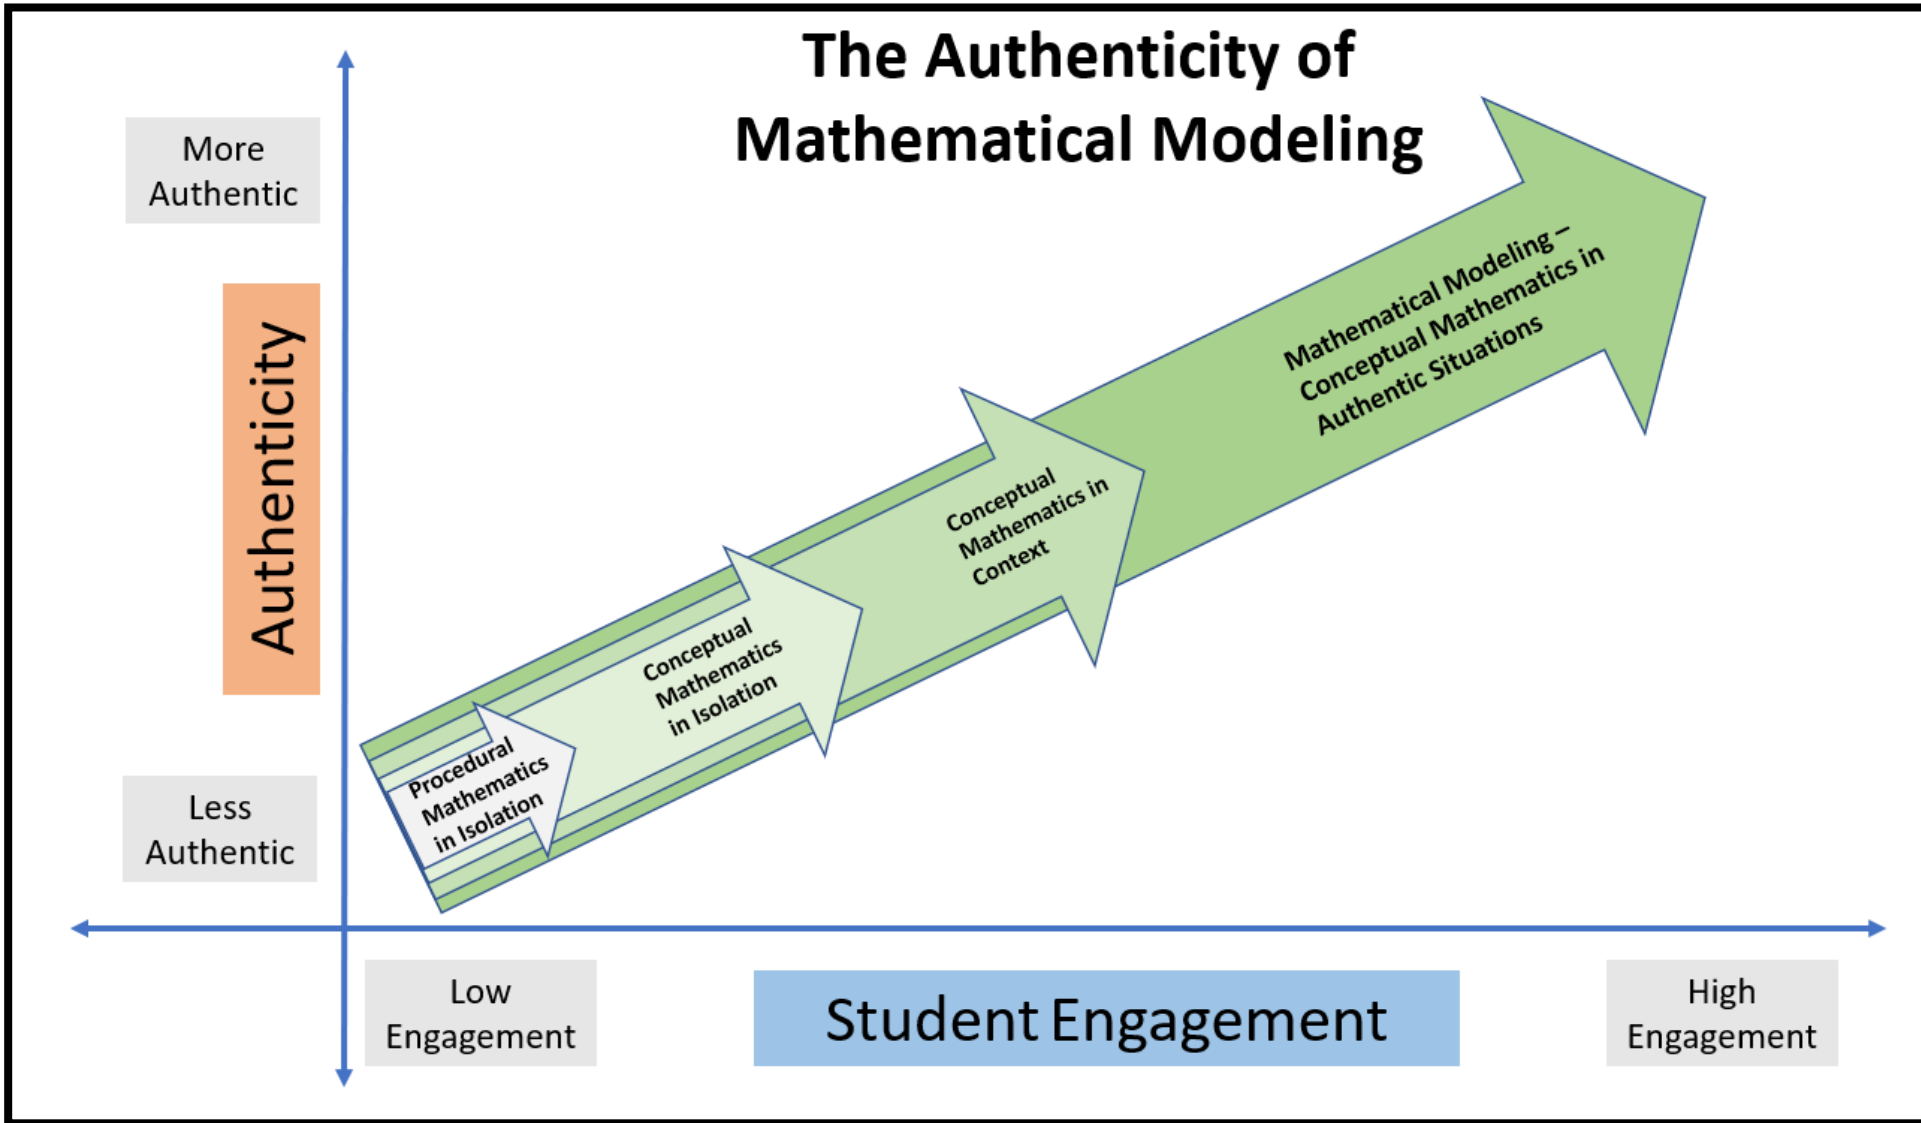 The Authenticity of
Mathematical Modeling
More
Authentic
Authenticity
Less
Authentic
Mathematical Modeling –
Conceptual Mathematics in
Authentic Situations
Conceptual
Mathematics in
Context
Conceptual
Mathematics
in Isolation
Procedural
Mathematics
in Isolation
Low
Engagement
Student Engagement
High
Engagement